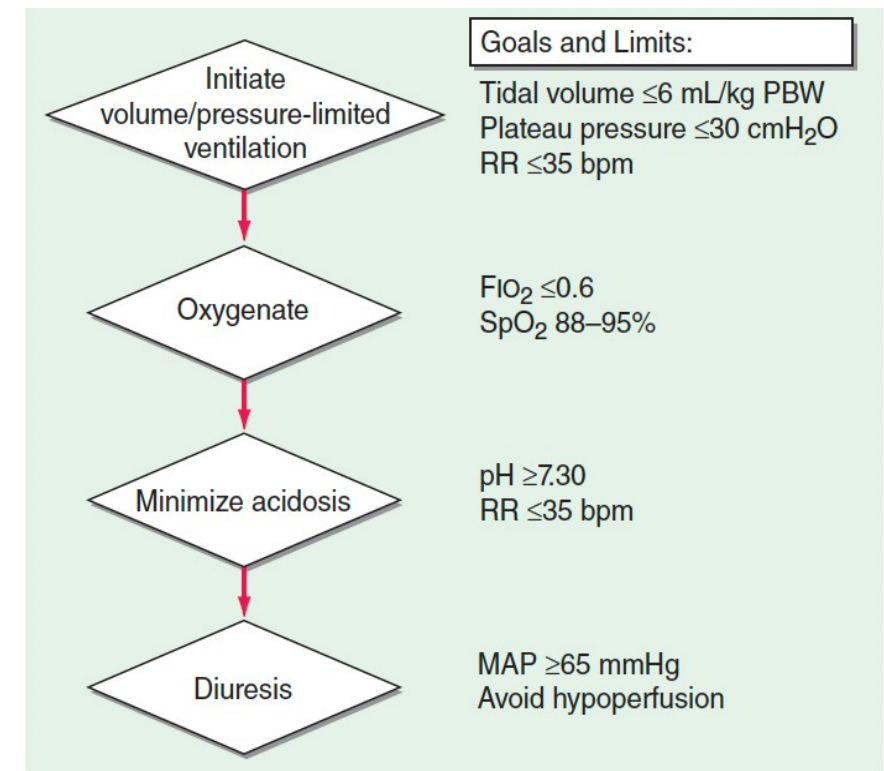 Goals and Limits:
Initiate
volume/pressure-limited
ventilation
Tidal volume ≤6 mL/kg PBW
Plateau pressure ≤30 cmH₂O
RR ≤35 bpm
Oxygenate
FIO₂ ≤0.6
SpO₂ 88–95%
Minimize acidosis
pH ≥7.30
RR ≤35 bpm
Diuresis
MAP ≥65 mmHg
Avoid hypoperfusion